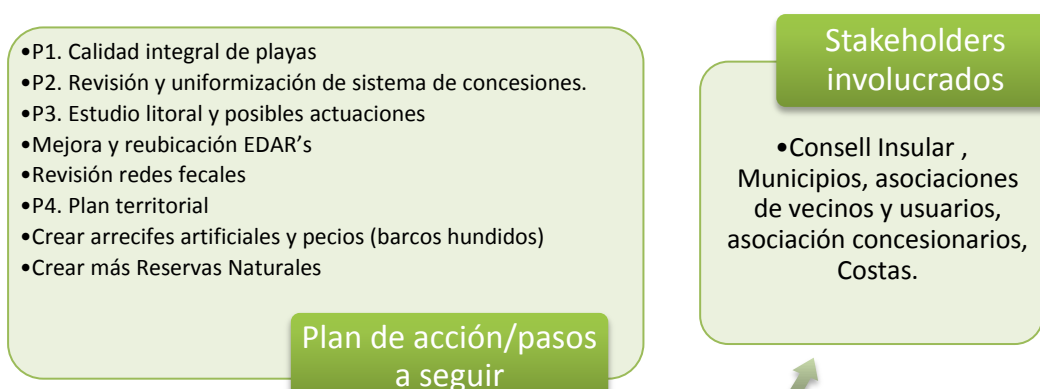 •P1. Calidad integral de playas
•P2. Revisión y uniformización de sistema de concesiones.
•P3. Estudio litoral y posibles actuaciones
•Mejora y reubicación EDAR's
•Revisión redes fecales
•P4. Plan territorial
•Crear arrecifes artificiales y pecios (barcos hundidos)
•Crear más Reservas Naturales
Plan de acción/pasos
a seguir
Stakeholders
involucrados
•Consell Insular ,
Municipios, asociaciones
de vecinos y usuarios,
asociación concesionarios,
Costas.